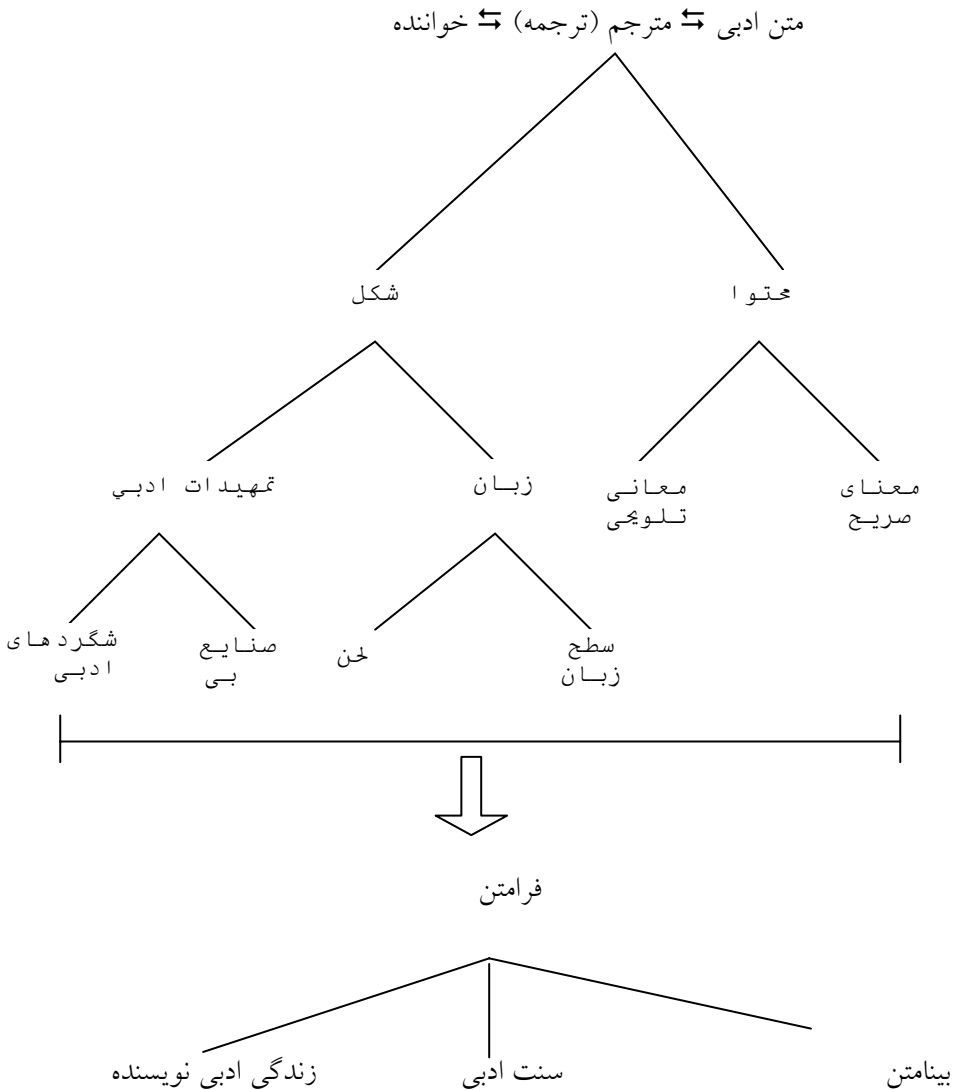 متن ادبی ⇆ مترجم (ترجمه) ⇆ خواننده
محتوا
شکل
معنای
صریح
معانی
تلویحی
زبان
تمهیدات ادبي
سطح
زبان
لحن
صنایع
بی
شگردهای
ادبی
فرامتن
بینامتن
سنت ادبی
زندگی ادبی نویسنده